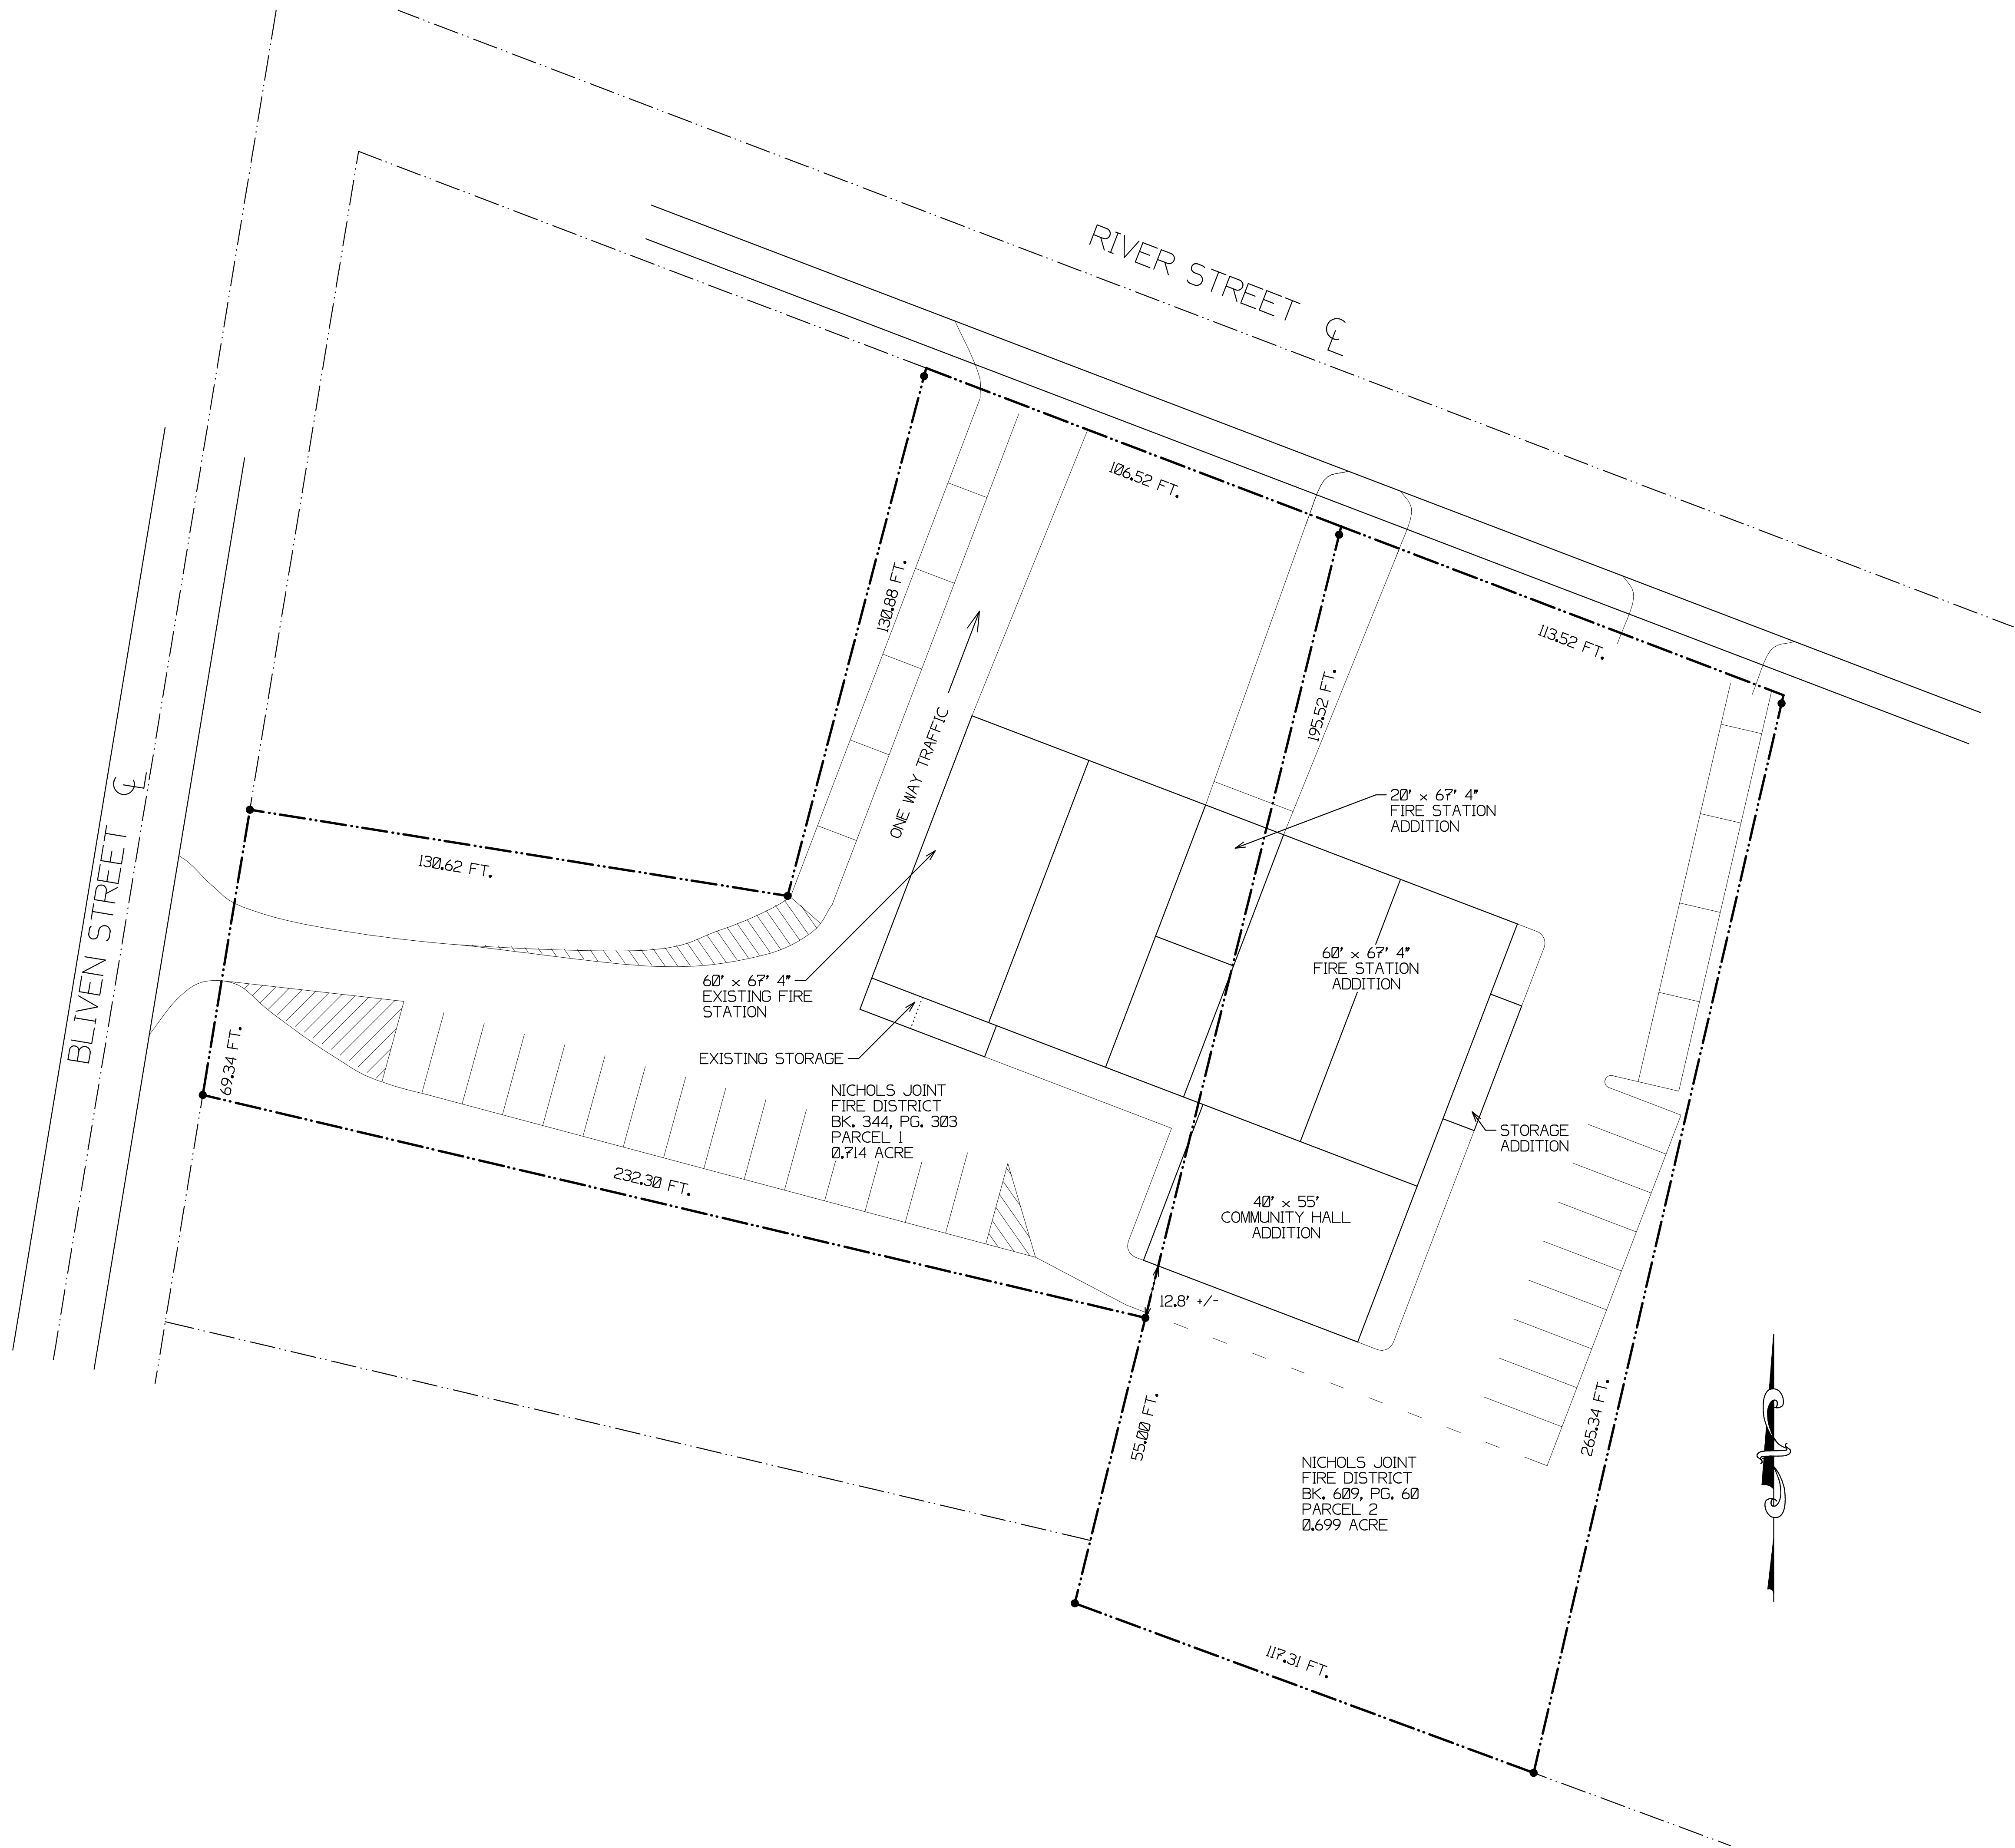 RIVER STREET ℄
106.52 FT.
130.88 FT.
113.52 FT.
195.52 FT.
ONE WAY TRAFFIC
20' x 67' 4"
FIRE STATION
ADDITION
BLIVEN STREET ℄
130.62 FT.
60' x 67' 4"
FIRE STATION
ADDITION
60' x 67' 4"
EXISTING FIRE
STATION
69.34 FT.
EXISTING STORAGE
NICHOLS JOINT
FIRE DISTRICT
BK. 344, PG. 303
PARCEL 1
0.714 ACRE
STORAGE
ADDITION
232.30 FT.
40' x 55'
COMMUNITY HALL
ADDITION
12.8' +/-
55.00 FT.
265.34 FT.
NICHOLS JOINT
FIRE DISTRICT
BK. 609, PG. 60
PARCEL 2
0.699 ACRE
117.31 FT.